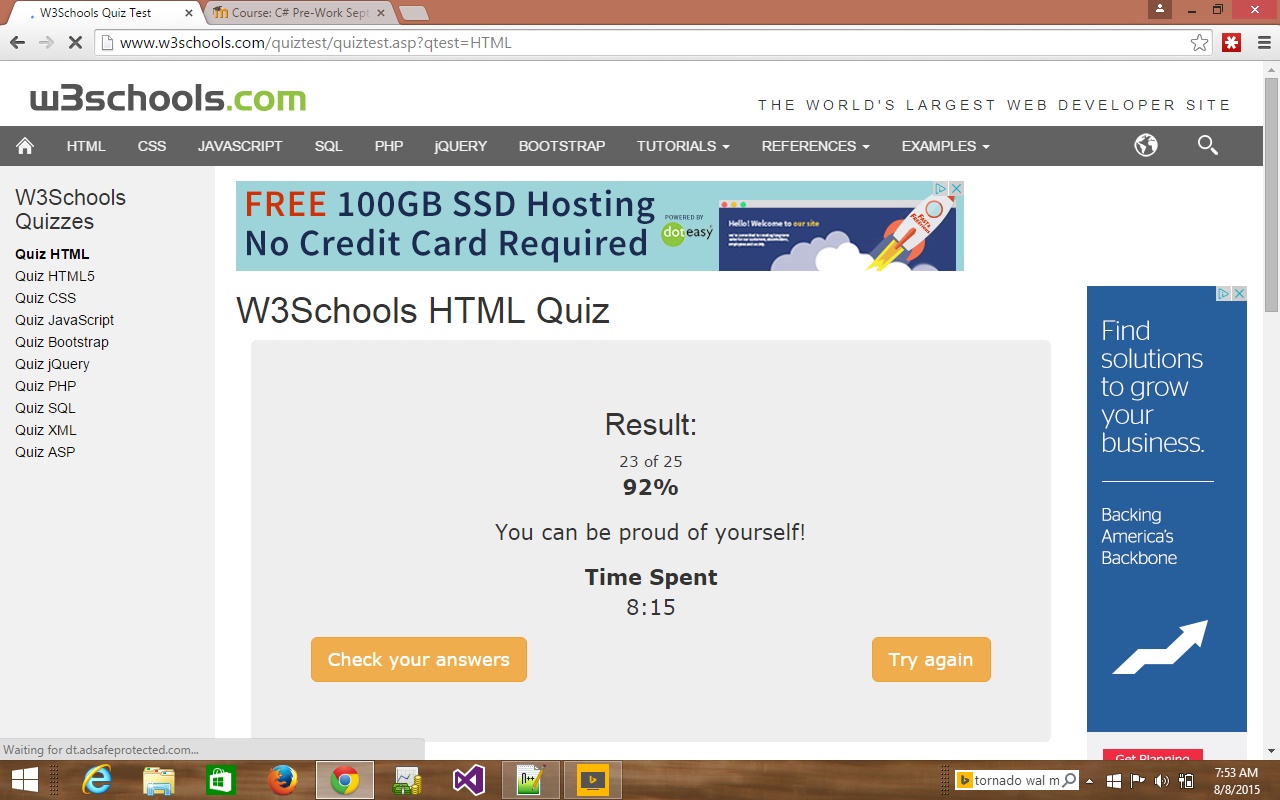 W3Schools Quiz Test
Course: C# Pre-Work Sept
www.w3schools.com/quiztest/quiztest.asp?qtest=HTML
w3schools.com
THE WORLD'S LARGEST WEB DEVELOPER SITE
HTML CSS JAVASCRIPT SQL PHP jQUERY BOOTSTRAP TUTORIALS REFERENCES EXAMPLES
W3Schools
Quizzes
Quiz HTML
Quiz HTML5
Quiz CSS
Quiz JavaScript
Quiz Bootstrap
Quiz jQuery
Quiz PHP
Quiz SQL
Quiz XML
Quiz ASP
FREE 100GB SSD Hosting
No Credit Card Required
POWERED BY
doteasy
Hello! Welcome to our site
W3Schools HTML Quiz
Result:
23 of 25
92%
You can be proud of yourself!
Time Spent
8:15
Check your answers
Try again
Find
solutions
to grow
your
business.
Backing
America's
Backbone
Get Planning
Waiting for dt.adsafeprotected.com...
tornado wal m
7:53 AM
8/8/2015